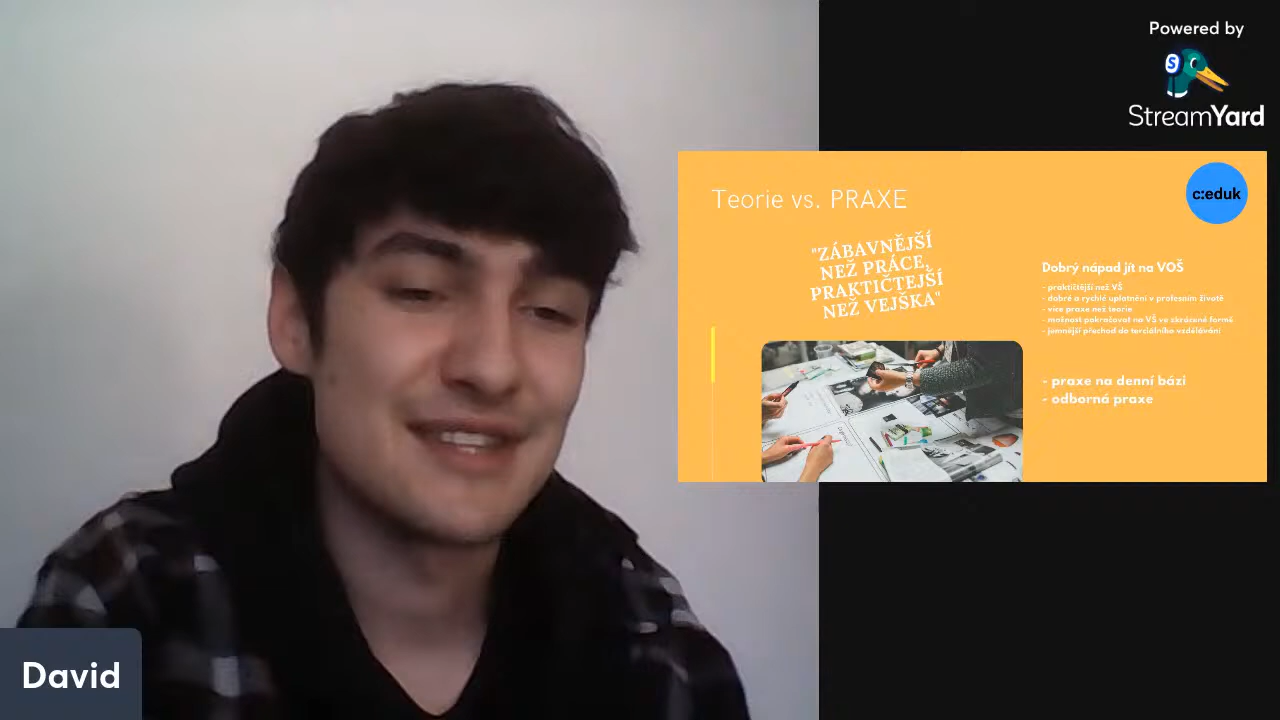 Powered by
StreamYard
Teorie vs. PRAXE
c:eduk
"ZÁBAVNĚJŠÍ
NEŽ PRÁCE,
PRAKTIČTEJŠÍ
NEŽ VEJŠKA"
Dobrý nápad jít na VOŠ
- praktičtější než VŠ
- dobré a rychlé uplatnění v profesním životě
- více praxe než teorie
- možnost pokračovat na VŠ ve zkrácené formě
- jemnější přechod do terciálního vzdělávání
- praxe na denní bázi
- odborná praxe
David